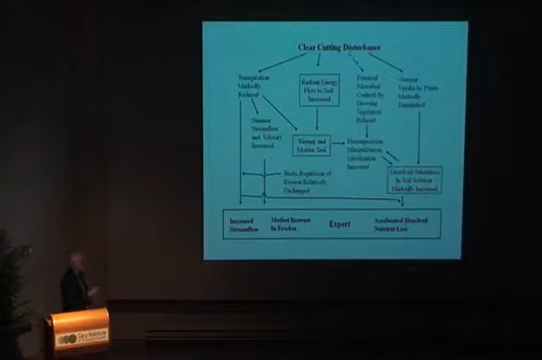 Clear Cutting Disturbance
Transpiration
Markedly
Reduced
Radiant Energy
Flow to Soil
Increased
Potential
Microbial
Controls by
Growing
Vegetation
Reduced
Nutrient
Uptake by Plants
Markedly
Diminished
Summer
Streamflow
and Velocity
Increased
Warmer and
Moister Soil
Decomposition,
Mineralization,
Nitrification
Increased
Dissolved Substances
In Soil Solution
Markedly Increased
Biotic Regulation of
Erosion Relatively
Unchanged
Increased
Streamflow
Modest Increase
In Erosion
Export
Accelerated Dissolved
Nutrient Loss
Cary Institute